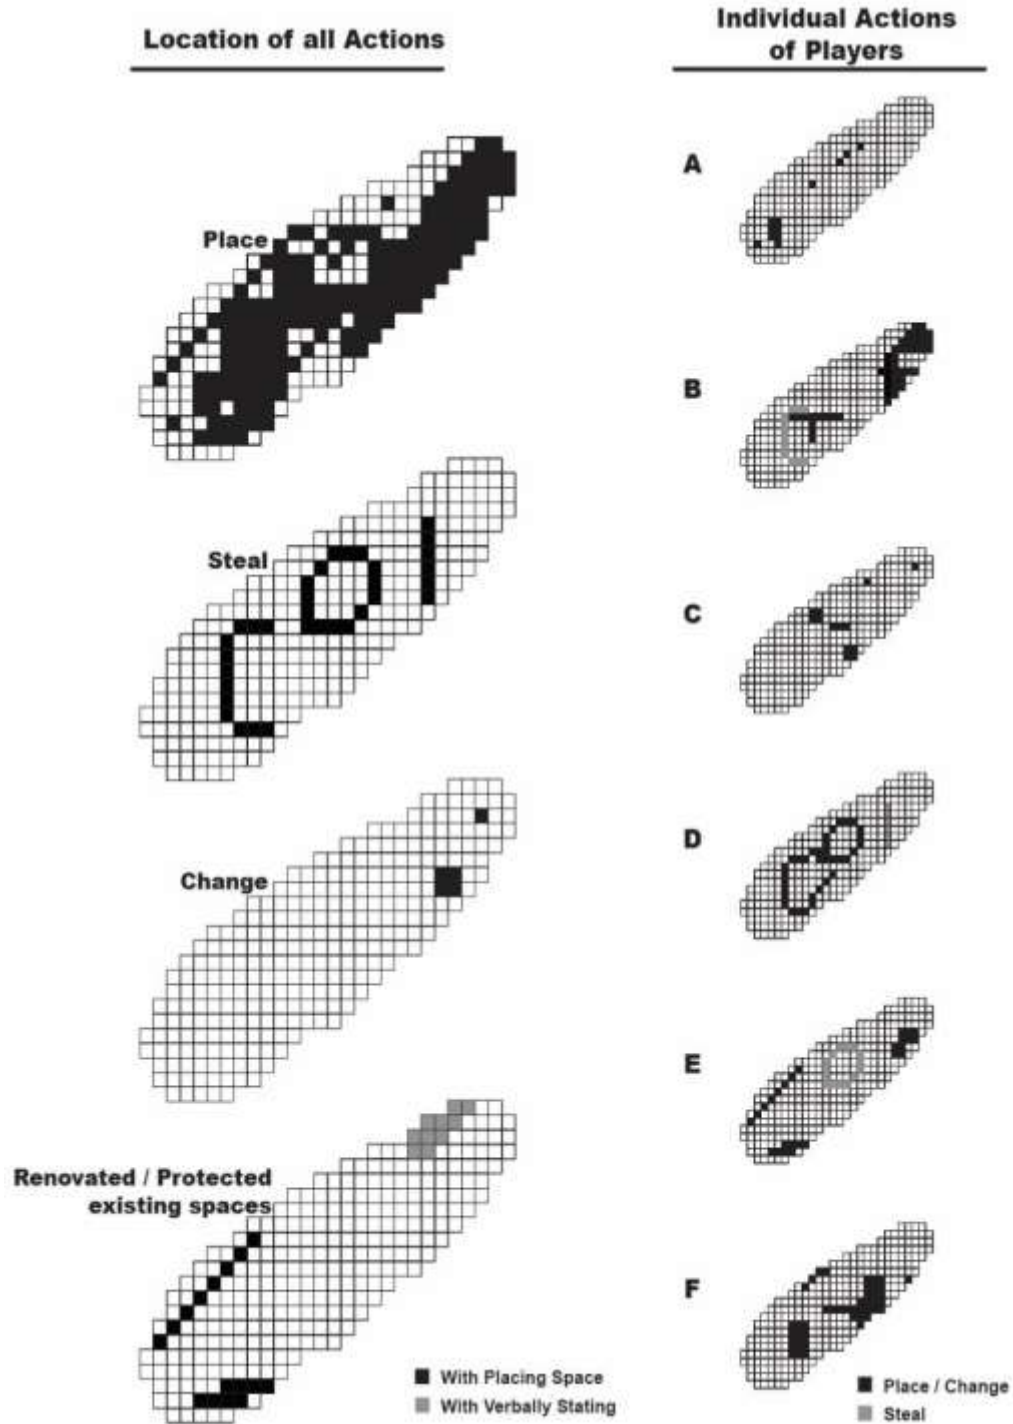 Location of all Actions
Place
Steal
Change
Renovated / Protected
existing spaces
With Placing Space
With Verbally Stating
Individual Actions
of Players
A
B
C
D
E
F
Place / Change
Steal